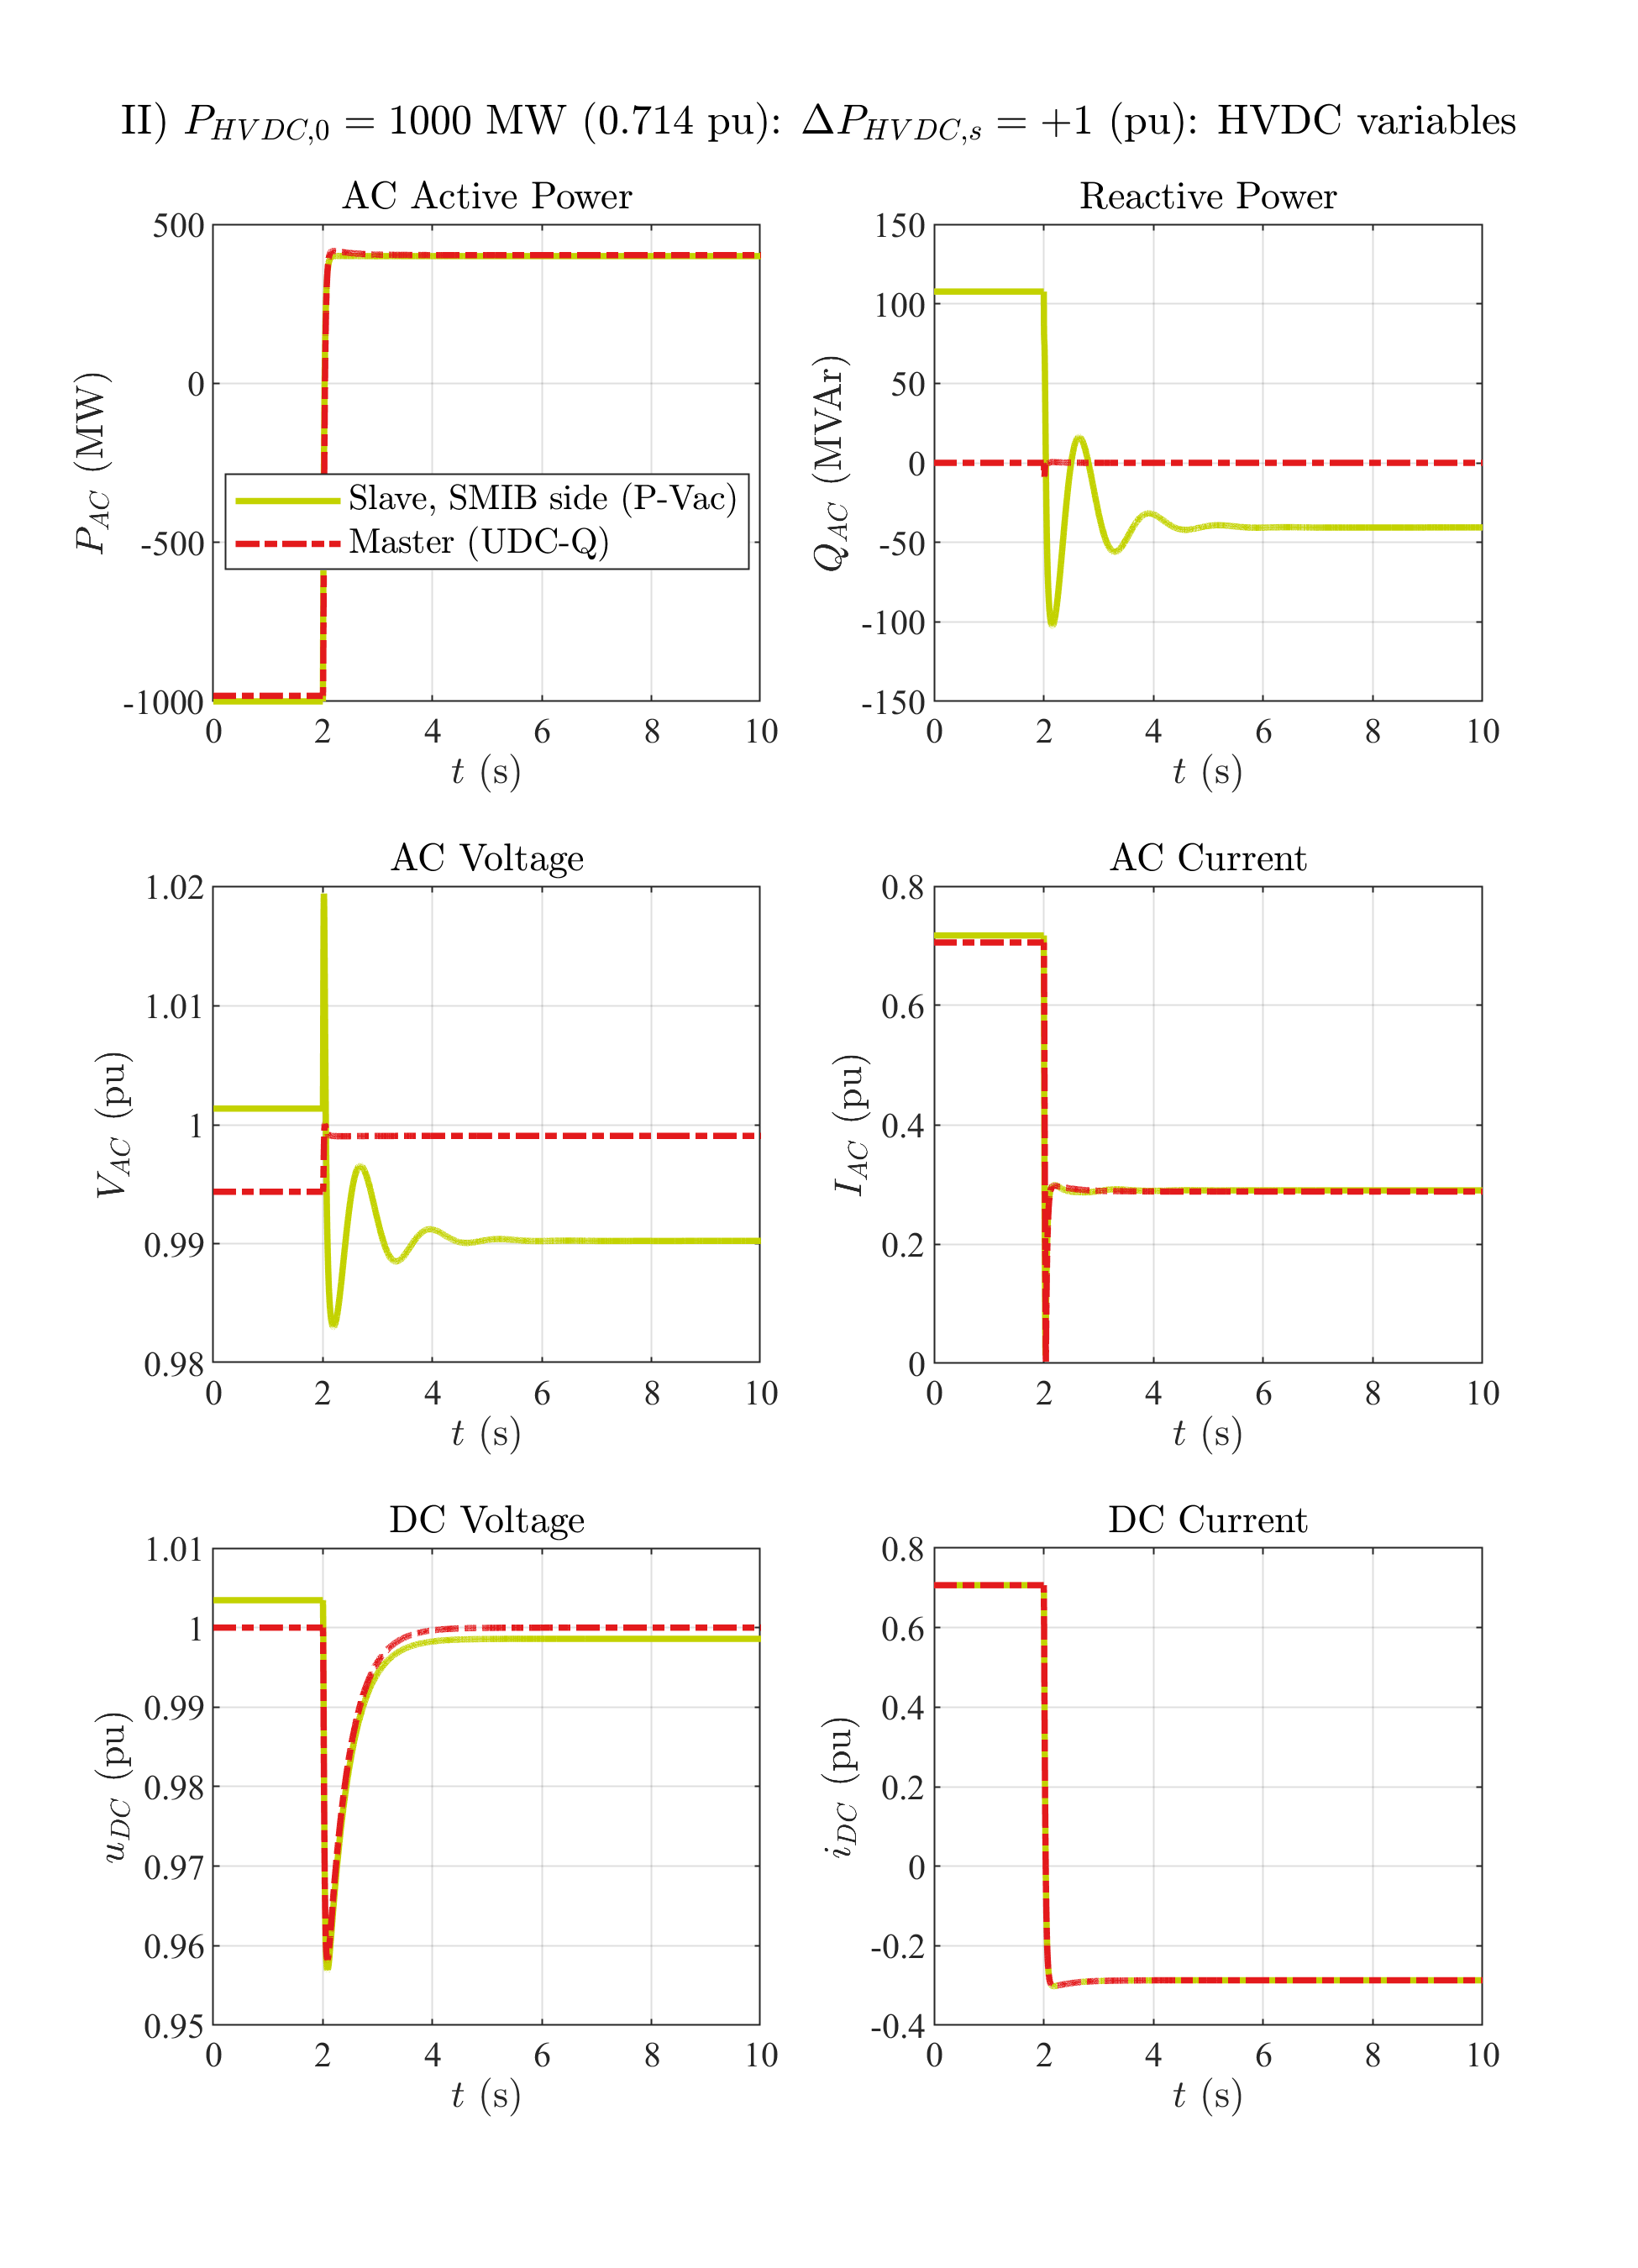 II) P_{HVDC,0} = 1000 MW (0.714 pu): ΔP_{HVDC,s} = +1 (pu): HVDC variables
AC Active Power
500
0
-500
-1000
P_{AC} (MW)
Slave, SMIB side (P-Vac)
Master (UDC-Q)
0 2 4 6 8 10
t (s)
Reactive Power
150
100
50
0
-50
-100
-150
Q_{AC} (MVAr)
0 2 4 6 8 10
t (s)
AC Voltage
1.02
1.01
1
0.99
0.98
V_{AC} (pu)
0 2 4 6 8 10
t (s)
AC Current
0.8
0.6
0.4
0.2
0
I_{AC} (pu)
0 2 4 6 8 10
t (s)
DC Voltage
1.01
1
0.99
0.98
0.97
0.96
0.95
u_{DC} (pu)
0 2 4 6 8 10
t (s)
DC Current
0.8
0.6
0.4
0.2
0
-0.2
-0.4
i_{DC} (pu)
0 2 4 6 8 10
t (s)